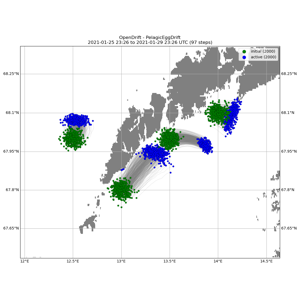 OpenDrift - PelagicEggDrift
2021-01-25 23:26 to 2021-01-29 23:26 UTC (97 steps)
initial (2000)
active (2000)
68.25°N
68.25°N
68.1°N
68.1°N
67.95°N
67.95°N
67.8°N
67.8°N
67.65°N
67.65°N
12°E
12.5°E
13°E
13.5°E
14°E
14.5°E